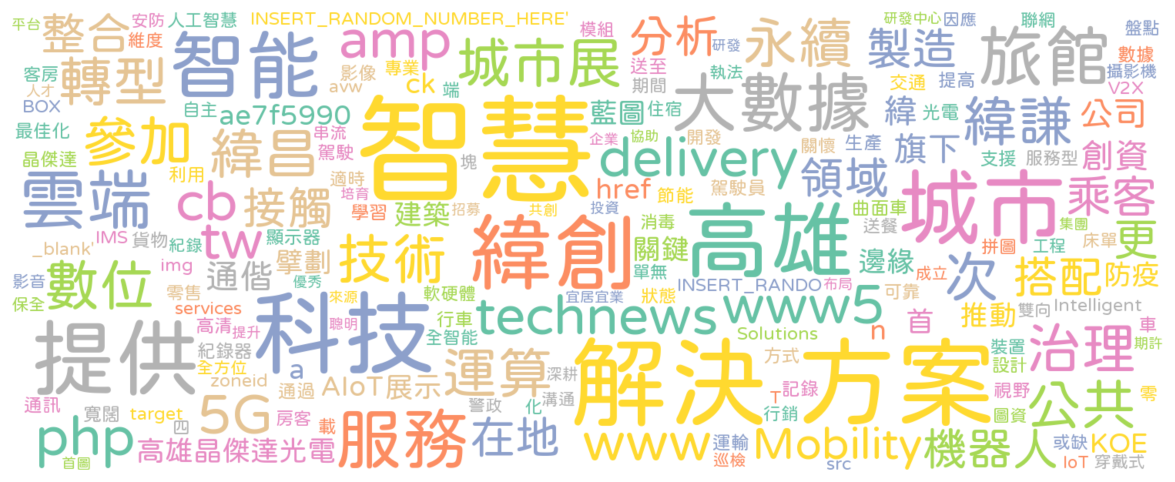 平台
整合
安防
維度
人工智慧
INSERT_RANDOM_NUMBER_HERE'
模組
研發中心
因應
聯網
盤點
智能
amp
城市展
分析
研發
永續
製造
旅館
數據
攝影機
V2X
客房
人才
BOX
轉型
影像
avw
專業
ck
端
送至
期間
執法
交通
提高
自主
ae7f5990
藍圖
住宿
大數據
緯
光電
緯謙
公司
最佳化
參加
緯昌
串流
駕駛
智慧
企業
協助
開發
關懷
生產
旗下
支援
服務型
創資
晶傑達
利用
適時
塊
delivery
領域
雲端
cb
接觸
培育
學習
建築
招募
href
節能
共創
投資
駕駛員
城市
乘客
tw
緯創
消毒
關鍵
單無
高雄
曲面車
送餐
邊緣
集團
床單
工程
拼圖
更
_blank'
IMS
貨物
紀錄
顯示器
擘劃
技術
次
搭配
防疫
影音
數位
img
通偕
優秀
來源
軟硬體
宜居宜業
狀態
INSERT_RANDO
布局
成立
可靠
雙向
Intelligent
保全
零售
services
科技
行車
全智能
technews
www5
n
首
推動
車
提供
高清
提升
聰明
紀錄器
全方位
a
Solutions
方式
裝置
設計
治理
期許
zoneid
通過
AIoT
展示
運算
深耕
溝通
解決方案
T
記錄
行銷
視野
圖資
公共
零
通訊
寬闊
target
四
5G
房客
載
服務
警政
化
在地
php
首圖
高雄晶傑達光電
www
運輸
巡檢
Mobility
src
機器人
或缺
KOE
IoT
穿戴式